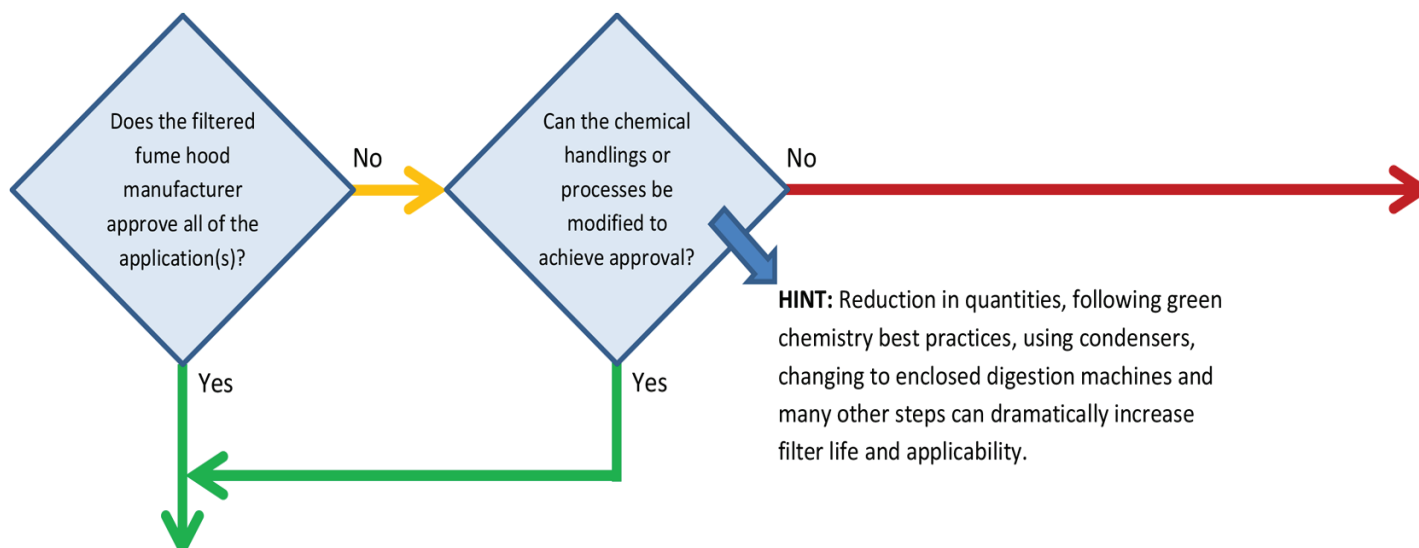 Does the filtered
fume hood
manufacturer
approve all of the
application(s)?
No
Can the chemical
handlings or
processes be
modified to
achieve approval?
No
HINT: Reduction in quantities, following green
chemistry best practices, using condensers,
changing to enclosed digestion machines and
many other steps can dramatically increase
filter life and applicability.
Yes
Yes